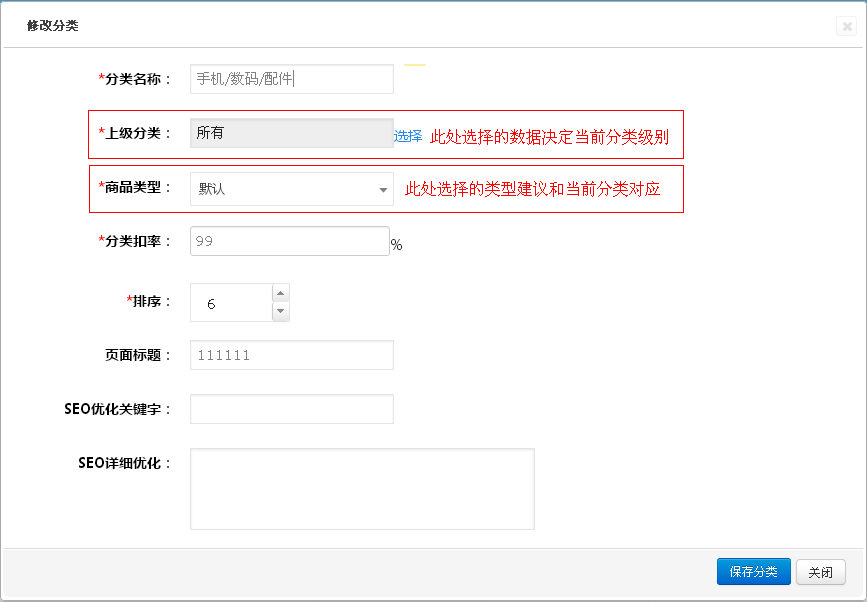 修改分类
*分类名称： 手机/数码/配件
*上级分类： 所有 选择 此处选择的数据决定当前分类级别
*商品类型： 默认 此处选择的类型建议和当前分类对应
*分类扣率： 99 %
*排序： 6
页面标题： 111111
SEO优化关键字：
SEO详细优化：
保存分类 关闭